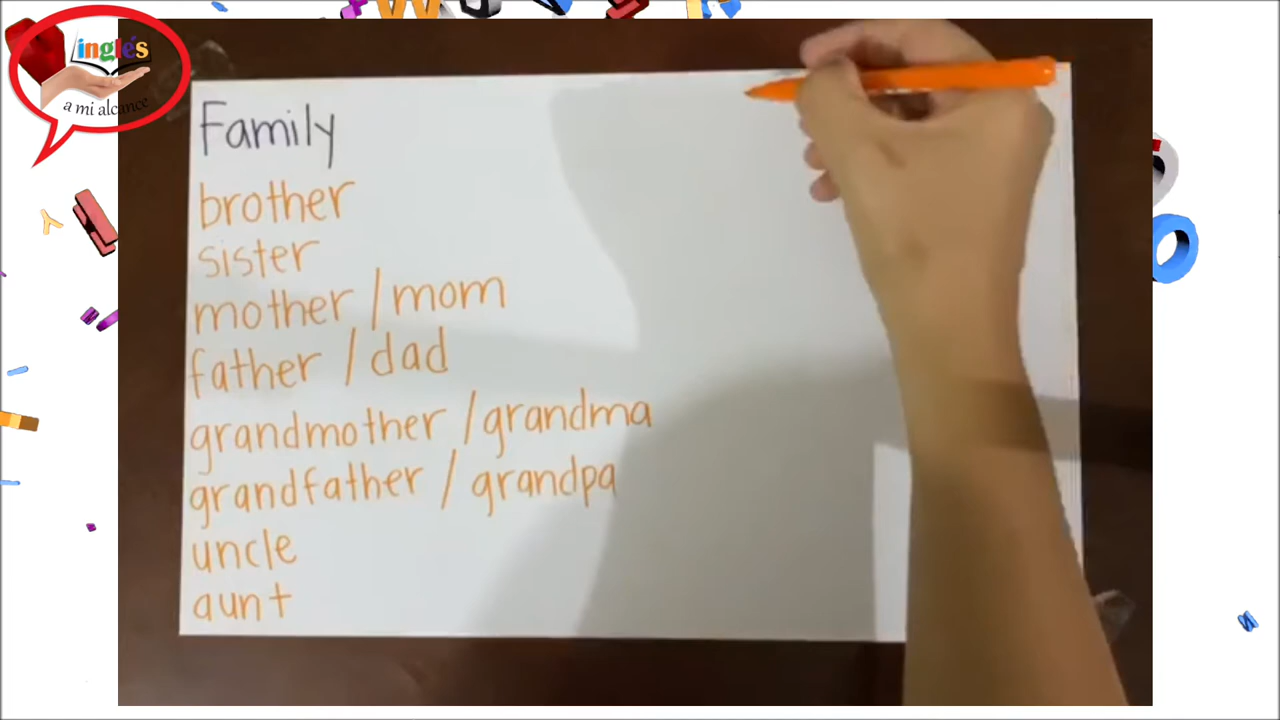 inglés
a mi alcance
Family
brother
sister
mother / mom
father / dad
grandmother / grandma
grandfather / grandpa
uncle
aunt